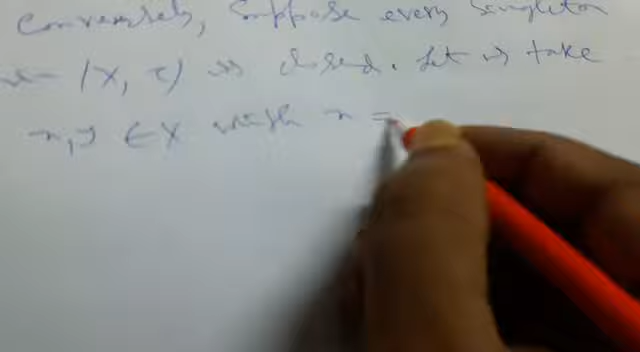 Conversely, Suppose every Singleton
in (X, τ) is closed. Let us take
x, y ∈ X with x =